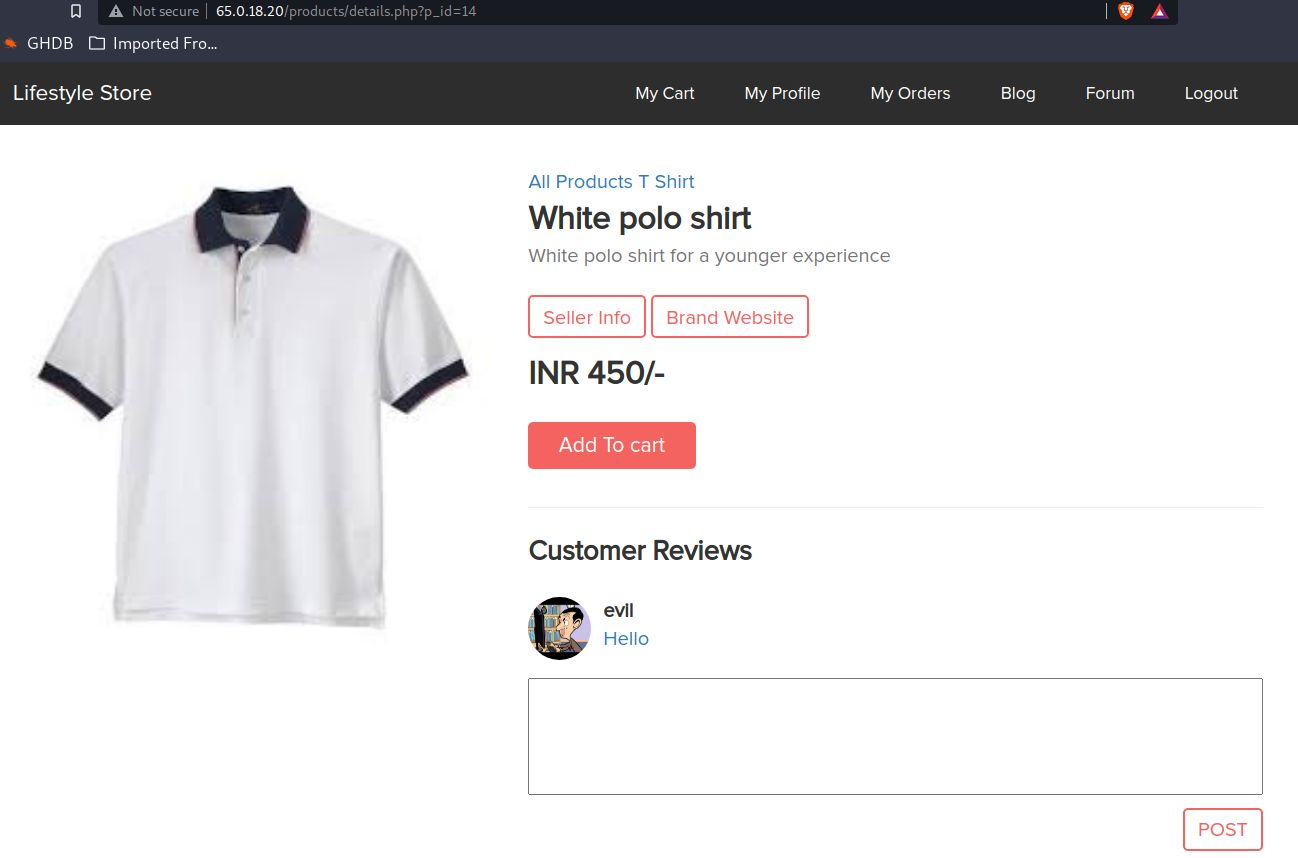 Not secure 65.0.18.20/products/details.php?p_id=14
GHDB Imported Fro...
Lifestyle Store My Cart My Profile My Orders Blog Forum Logout
All Products T Shirt
White polo shirt
White polo shirt for a younger experience
Seller Info Brand Website
INR 450/-
Add To cart
Customer Reviews
evil
Hello
POST